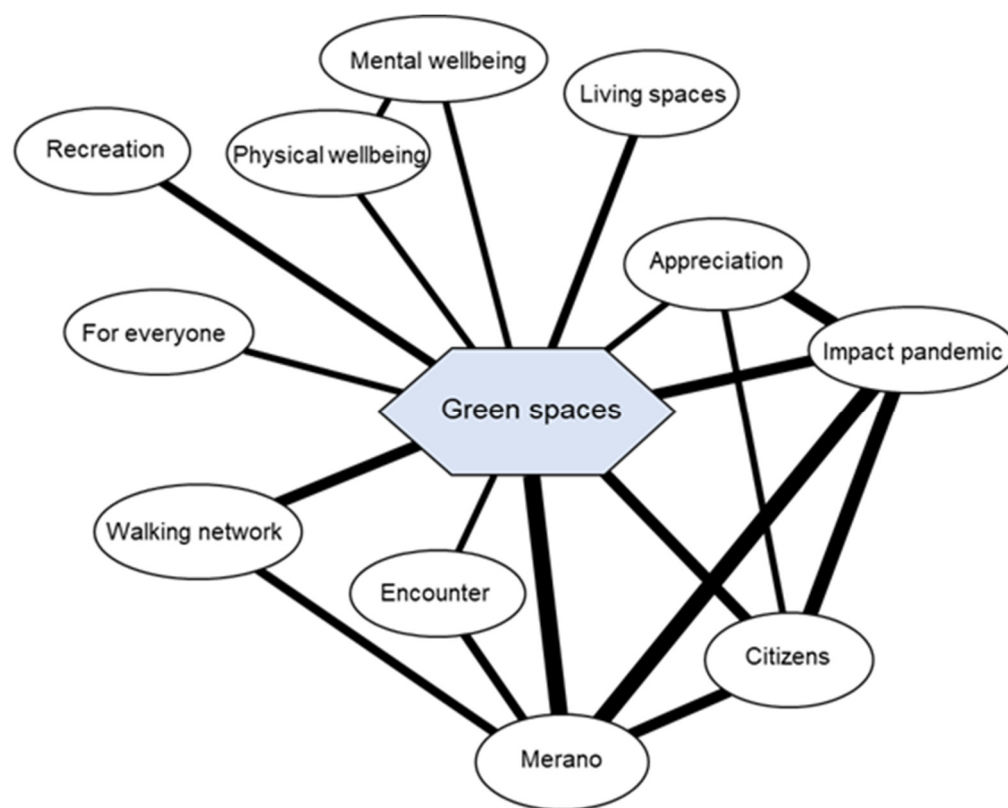 Mental wellbeing
Living spaces
Recreation
Physical wellbeing
Appreciation
For everyone
Impact pandemic
Green spaces
Walking network
Encounter
Citizens
Merano